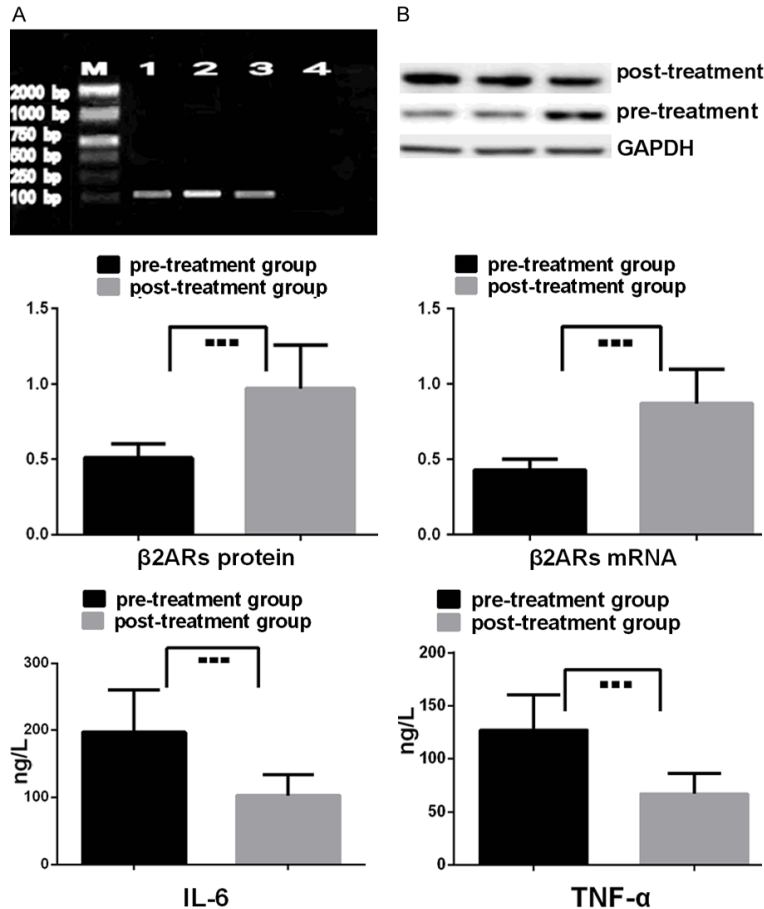 A
B
M 1 2 3 4
2000 bp
1000 bp
750 bp
500 bp
250 bp
100 bp
post-treatment
pre-treatment
GAPDH
pre-treatment group
post-treatment group
1.5
1.0
0.5
0.0
β2ARs protein
pre-treatment group
post-treatment group
1.5
1.0
0.5
0.0
β2ARs mRNA
pre-treatment group
post-treatment group
300
200
100
0
ng/L
IL-6
pre-treatment group
post-treatment group
200
150
100
50
0
ng/L
TNF-α